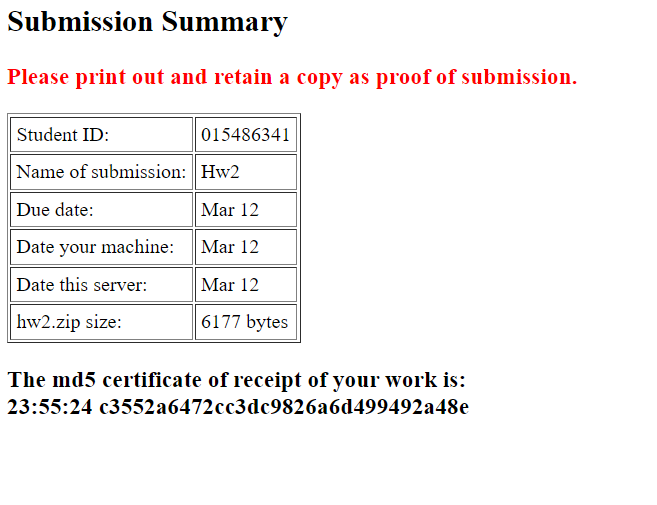 Submission Summary
Please print out and retain a copy as proof of submission.
Student ID: 015486341
Name of submission: Hw2
Due date: Mar 12
Date your machine: Mar 12
Date this server: Mar 12
hw2.zip size: 6177 bytes
The md5 certificate of receipt of your work is:
23:55:24 c3552a6472cc3dc9826a6d499492a48e